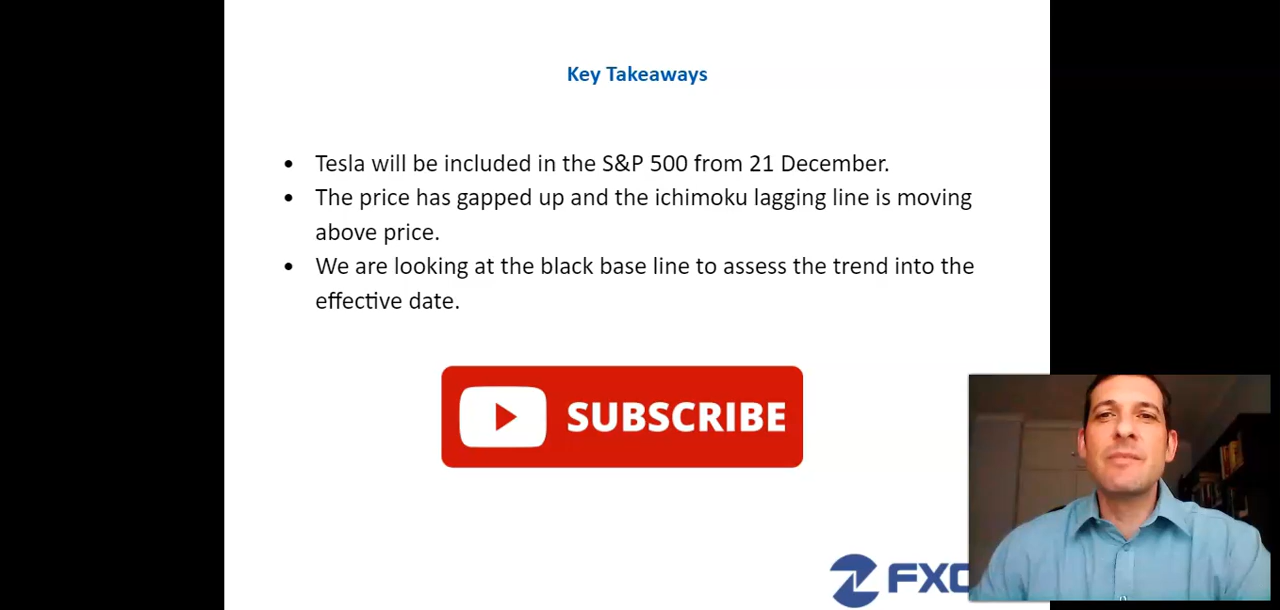 Key Takeaways
• Tesla will be included in the S&P 500 from 21 December.
• The price has gapped up and the ichimoku lagging line is moving
above price.
• We are looking at the black base line to assess the trend into the
effective date.
SUBSCRIBE